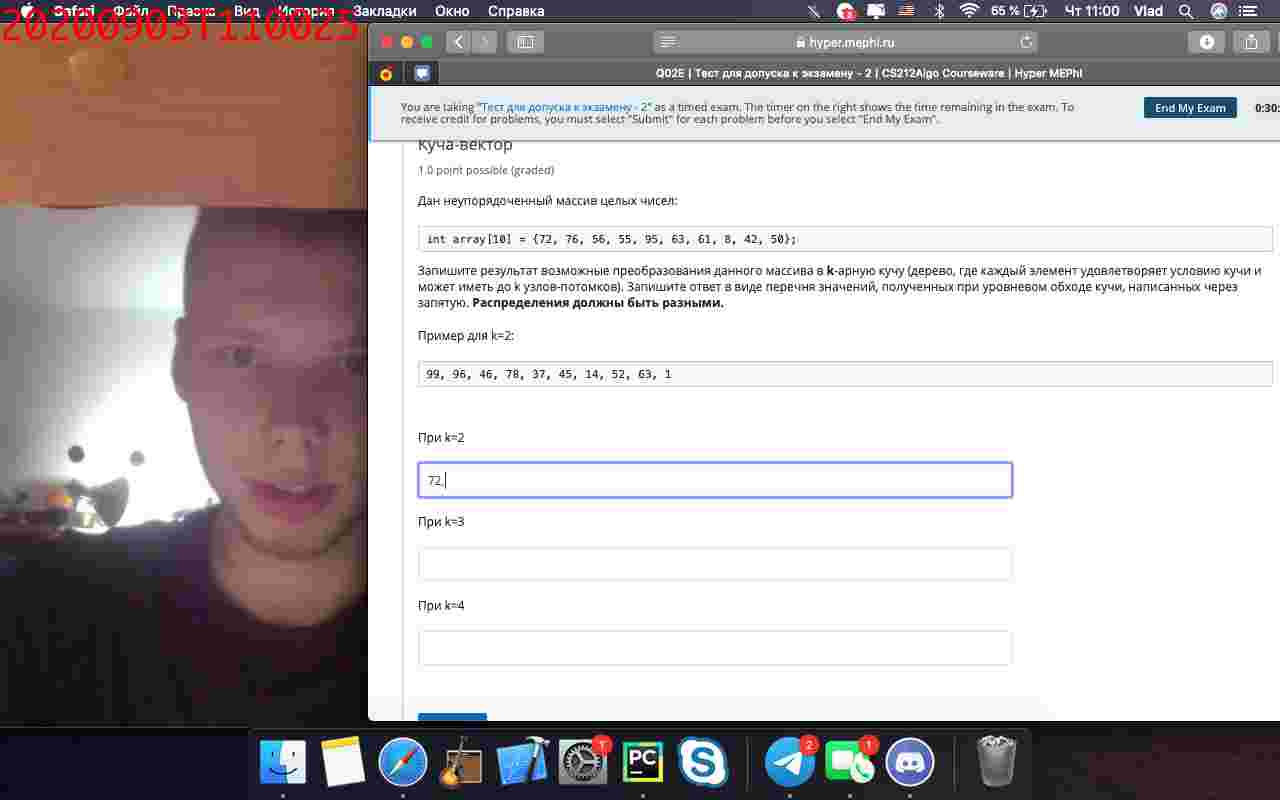 Safari Файл Правка Вид История Закладки Окно Справка 65 % Чт 11:00 Vlad
20200903T110025
hyper.mephi.ru
Q02E | Тест для допуска к экзамену - 2 | CS212Algo Courseware | Hyper MEPhI
You are taking "Тест для допуска к экзамену - 2" as a timed exam. The timer on the right shows the time remaining in the exam. To
receive credit for problems, you must select "Submit" for each problem before you select "End My Exam".
End My Exam
0:30:
Куча-вектор
1.0 point possible (graded)
Дан неупорядоченный массив целых чисел:
int array[10] = {72, 76, 56, 55, 95, 63, 61, 8, 42, 50};
Запишите результат возможные преобразования данного массива в k-арную кучу (дерево, где каждый элемент удовлетворяет условию кучи и
может иметь до k узлов-потомков). Запишите ответ в виде перечня значений, полученных при уровневом обходе кучи, написанных через
запятую. Распределения должны быть разными.
Пример для k=2:
99, 96, 46, 78, 37, 45, 14, 52, 63, 1
При k=2
72,
При k=3
При k=4
1
PC
2
1